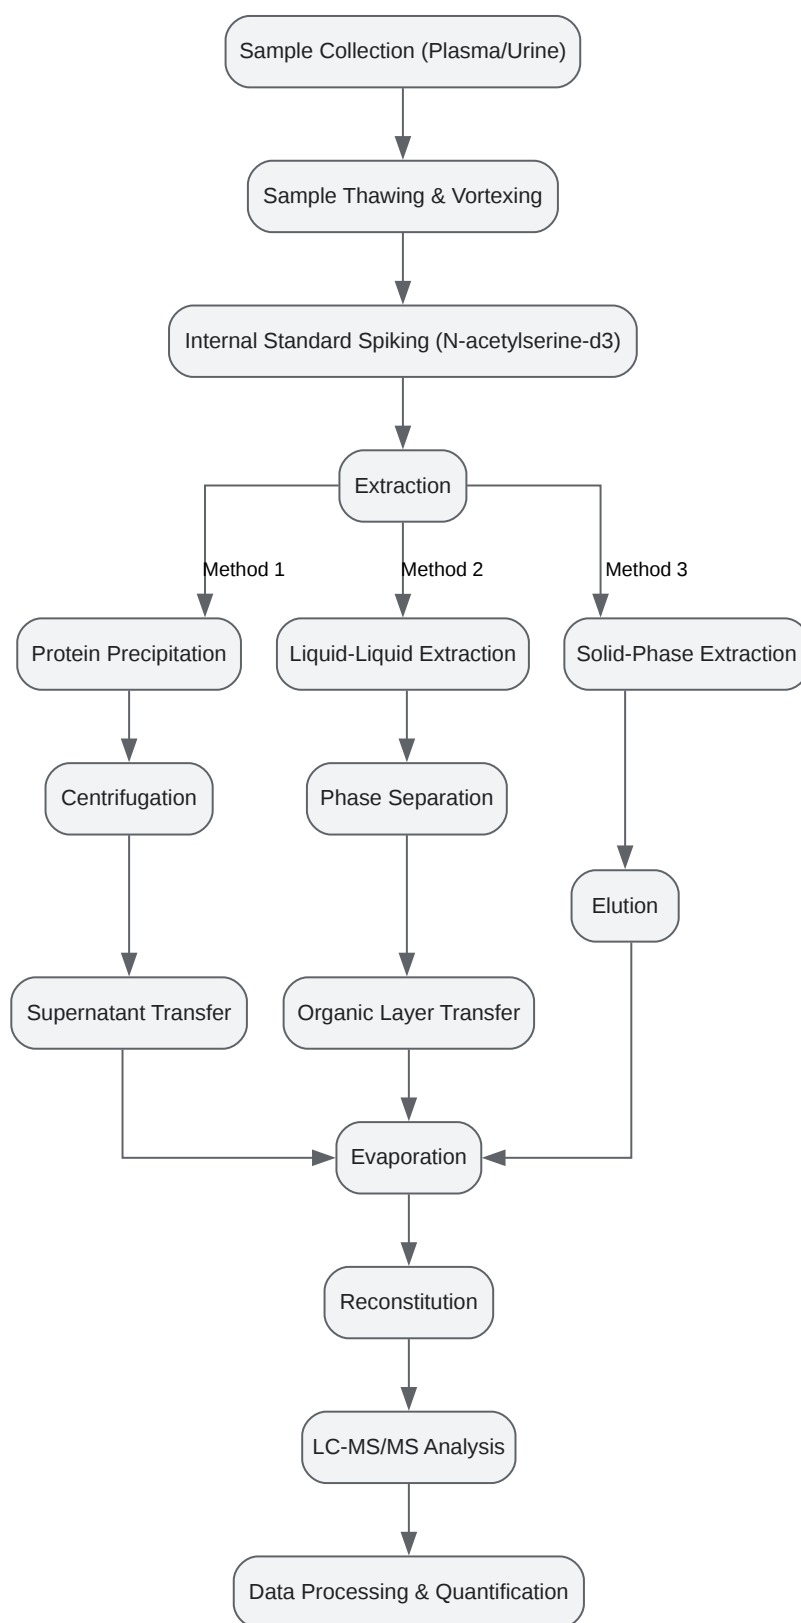 Sample Collection (Plasma/Urine)
Sample Thawing & Vortexing
Internal Standard Spiking (N-acetylserine-d3)
Extraction
Method 1
Method 2
Method 3
Protein Precipitation
Liquid-Liquid Extraction
Solid-Phase Extraction
Centrifugation
Phase Separation
Elution
Supernatant Transfer
Organic Layer Transfer
Evaporation
Reconstitution
LC-MS/MS Analysis
Data Processing & Quantification